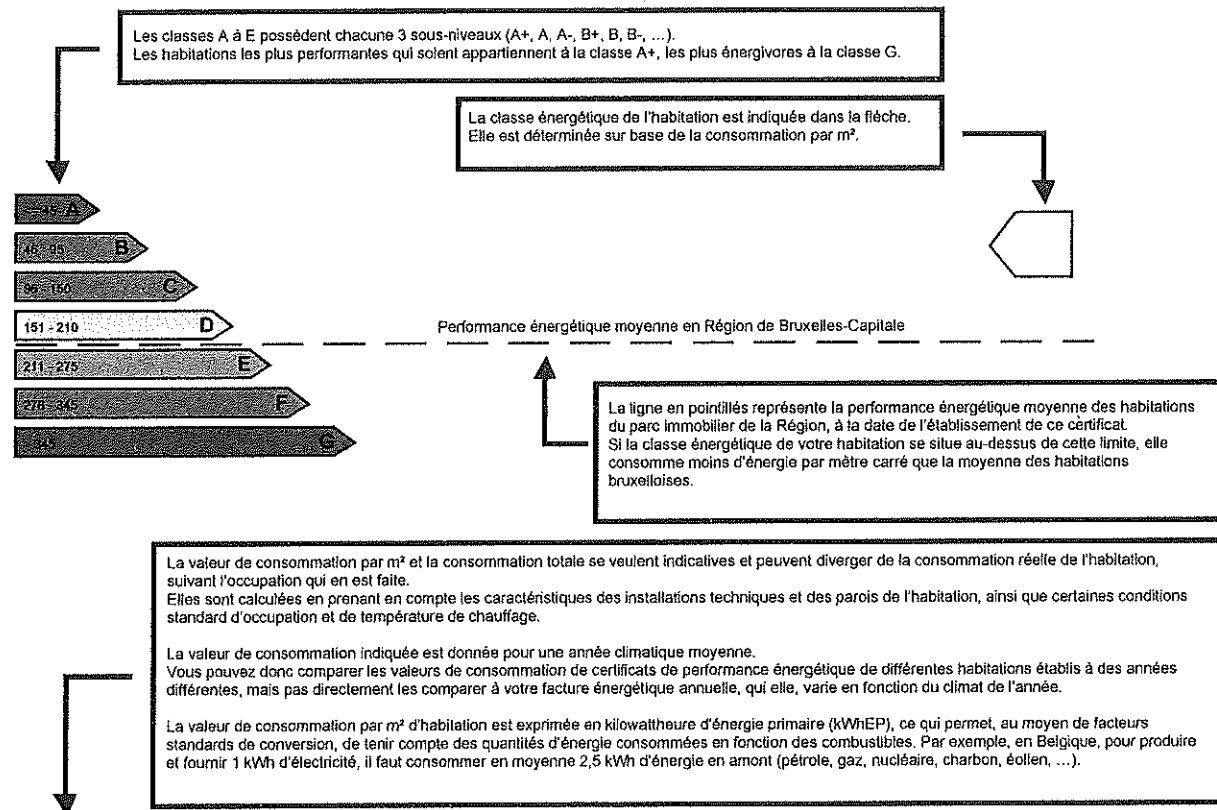 Les classes A à E possèdent chacune 3 sous-niveaux (A+, A, A-, B+, B, B-, ...).
Les habitations les plus performantes qui soient appartiennent à la classe A+, les plus énergivores à la classe G.
La classe énergétique de l'habitation est indiquée dans la flèche.
Elle est déterminée sur base de la consommation par m².
A
46 - 95 B
96 - 150 C
151 - 210 D
Performance énergétique moyenne en Région de Bruxelles-Capitale
211 - 275 E
276 - 345 F
G
La ligne en pointillés représente la performance énergétique moyenne des habitations
du parc immobilier de la Région, à la date de l'établissement de ce certificat.
Si la classe énergétique de votre habitation se situe au-dessus de cette limite, elle
consomme moins d'énergie par mètre carré que la moyenne des habitations
bruxelloises.
La valeur de consommation par m² et la consommation totale se veulent indicatives et peuvent diverger de la consommation réelle de l'habitation,
suivant l'occupation qui en est faite.
Elles sont calculées en prenant en compte les caractéristiques des installations techniques et des parois de l'habitation, ainsi que certaines conditions
standard d'occupation et de température de chauffage.
La valeur de consommation indiquée est donnée pour une année climatique moyenne.
Vous pouvez donc comparer les valeurs de consommation de certificats de performance énergétique de différentes habitations établis à des années
différentes, mais pas directement les comparer à votre facture énergétique annuelle, qui elle, varie en fonction du climat de l'année.
La valeur de consommation par m² d'habitation est exprimée en kilowattheure d'énergie primaire (kWhEP), ce qui permet, au moyen de facteurs
standards de conversion, de tenir compte des quantités d'énergie consommées en fonction des combustibles. Par exemple, en Belgique, pour produire
et fournir 1 kWh d'électricité, il faut consommer en moyenne 2,5 kWh d'énergie en amont (pétrole, gaz, nucléaire, charbon, éolien, ...).